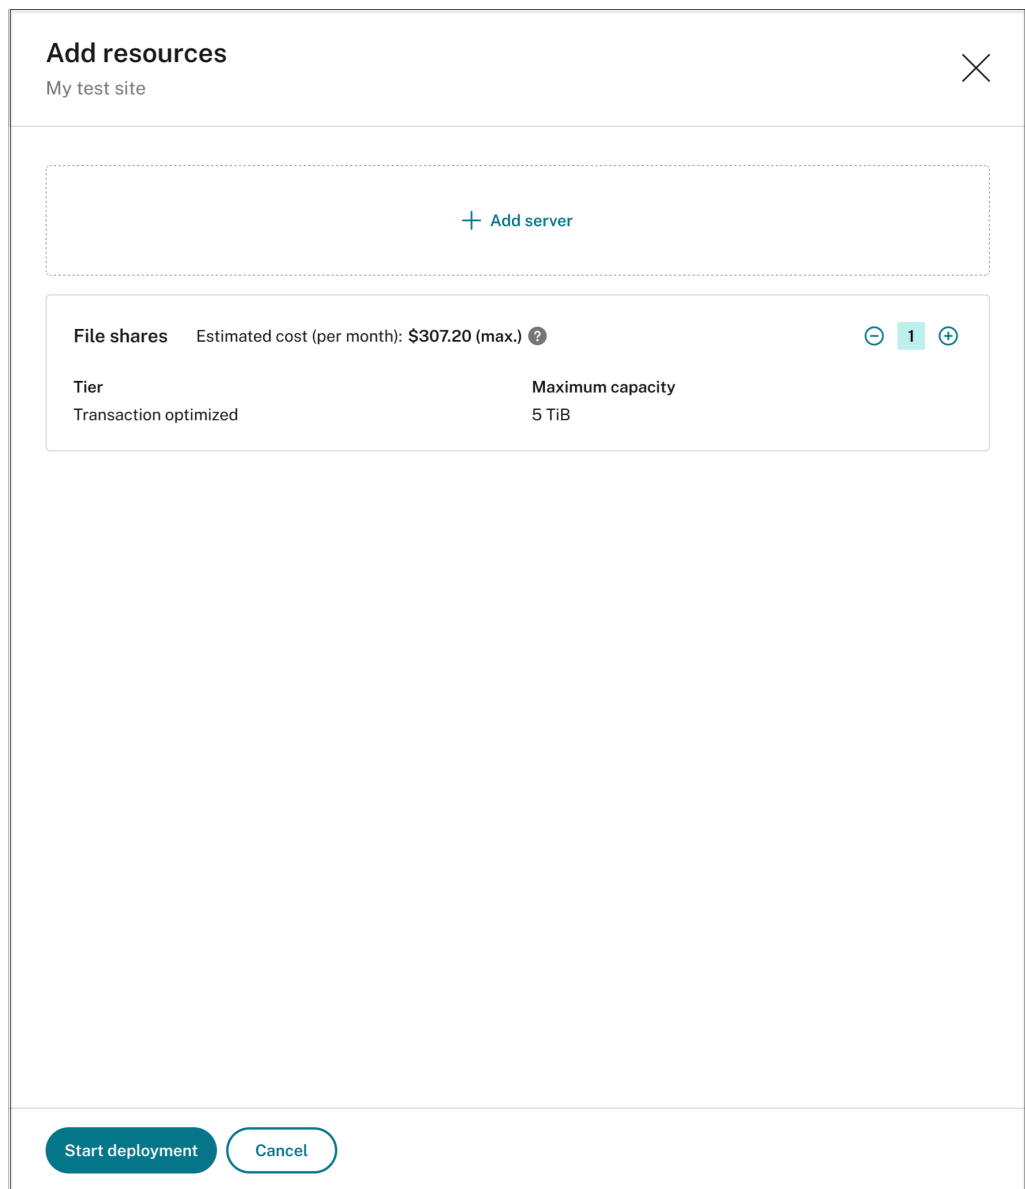 Add resources
My test site
Add server
File shares Estimated cost (per month): $307.20 (max.) ? 1
Tier Maximum capacity
Transaction optimized 5 TiB
Start deployment Cancel